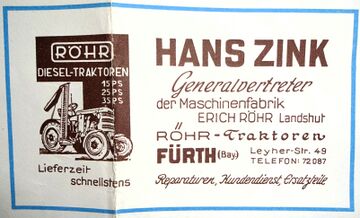 RÖHR
DIESEL-TRAKTOREN
15 PS
25 PS
35 PS
Lieferzeit
schnellstens
HANS ZINK
Generalvertreter
der Maschinenfabrik
ERICH RÖHR Landshut
RÖHR-Traktoren
FÜRTH (Bay.) Leyher-Str. 49
TELEFON: 72087
Reparaturen, Kundendienst, Ersatzteile